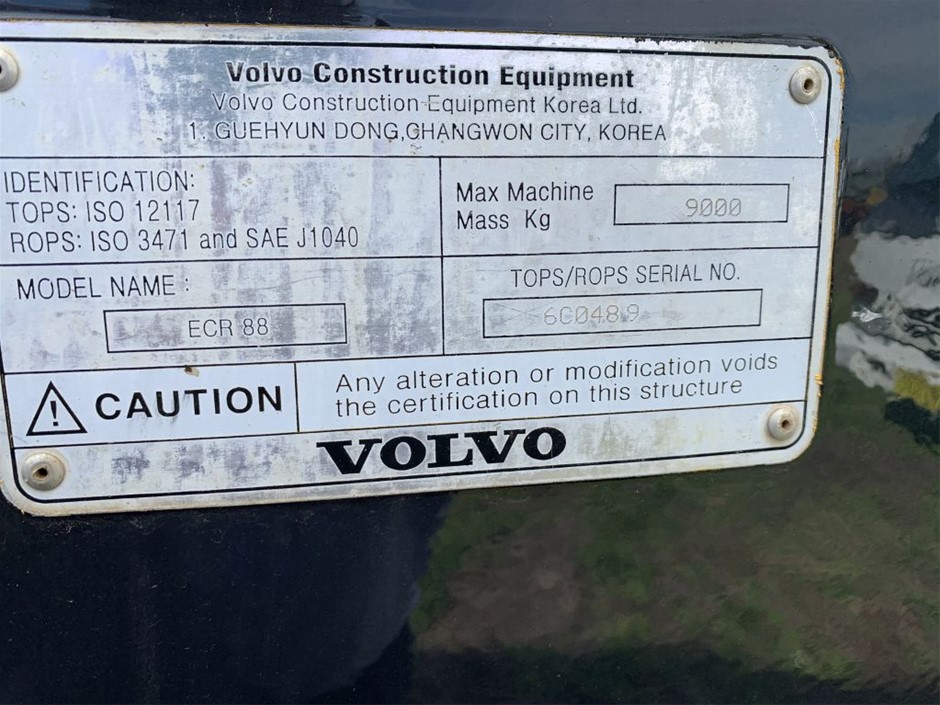 Volvo Construction Equipment
Volvo Construction Equipment Korea Ltd.
1. GUEHYUN DONG,CHANGWON CITY, KOREA
IDENTIFICATION:
TOPS: ISO 12117
ROPS: ISO 3471 and SAE J1040
Max Machine
Mass Kg
9000
MODEL NAME :
ECR 88
TOPS/ROPS SERIAL NO.
6C0489
CAUTION
Any alteration or modification voids
the certification on this structure
VOLVO